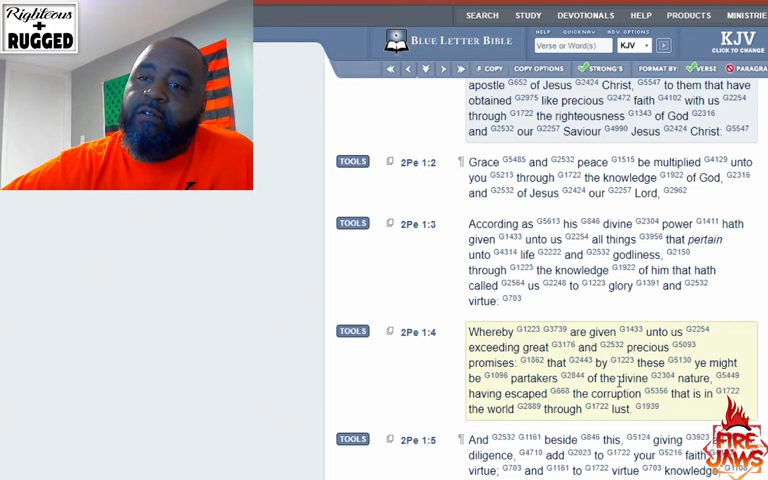 Righteous
+
RUGGED
SEARCH STUDY DEVOTIONALS HELP PRODUCTS MINISTRIE
BLUE LETTER BIBLE
HELP QUICKNAV ADV. OPTIONS
Verse or Word(s) KJV
KJV
CLICK TO CHANGE
COPY COPY OPTIONS STRONG'S FORMAT BY VERSE PARAGRA
apostle G652 of Jesus G2424 Christ, G5547 to them that have
obtained G2975 like precious G2472 faith G4102 with us G2254
through G1722 the righteousness G1343 of God G2316
and G2532 our G2257 Saviour G4990 Jesus G2424 Christ: G5547
TOOLS 2Pe 1:2 ¶ Grace G5485 and G2532 peace G1515 be multiplied G4129 unto
you G5213 through G1722 the knowledge G1922 of God, G2316
and G2532 of Jesus G2424 our G2257 Lord, G2962
TOOLS 2Pe 1:3 According as G5613 his G846 divine G2304 power G1411 hath
given G1433 unto us G2254 all things G3956 that pertain
unto G4314 life G2222 and G2532 godliness, G2150
through G1223 the knowledge G1922 of him that hath
called G2564 us G2248 to G1223 glory G1391 and G2532
virtue: G703
TOOLS 2Pe 1:4 Whereby G1223 G3739 are given G1433 unto us G2254
exceeding great G3176 and G2532 precious G5093
promises: G1862 that G2443 by G1223 these G5130 ye might
be G1096 partakers G2844 of the divine G2304 nature, G5449
having escaped G668 the corruption G5356 that is in G1722
the world G2889 through G1722 lust. G1939
TOOLS 2Pe 1:5 ¶ And G2532 G1161 beside G846 this, G5124 giving G3923
diligence, G4710 add G2023 to G1722 your G5216 faith
virtue; G703 and G1161 to G1722 virtue G703 knowledge; G1108
FIRE
JAWS